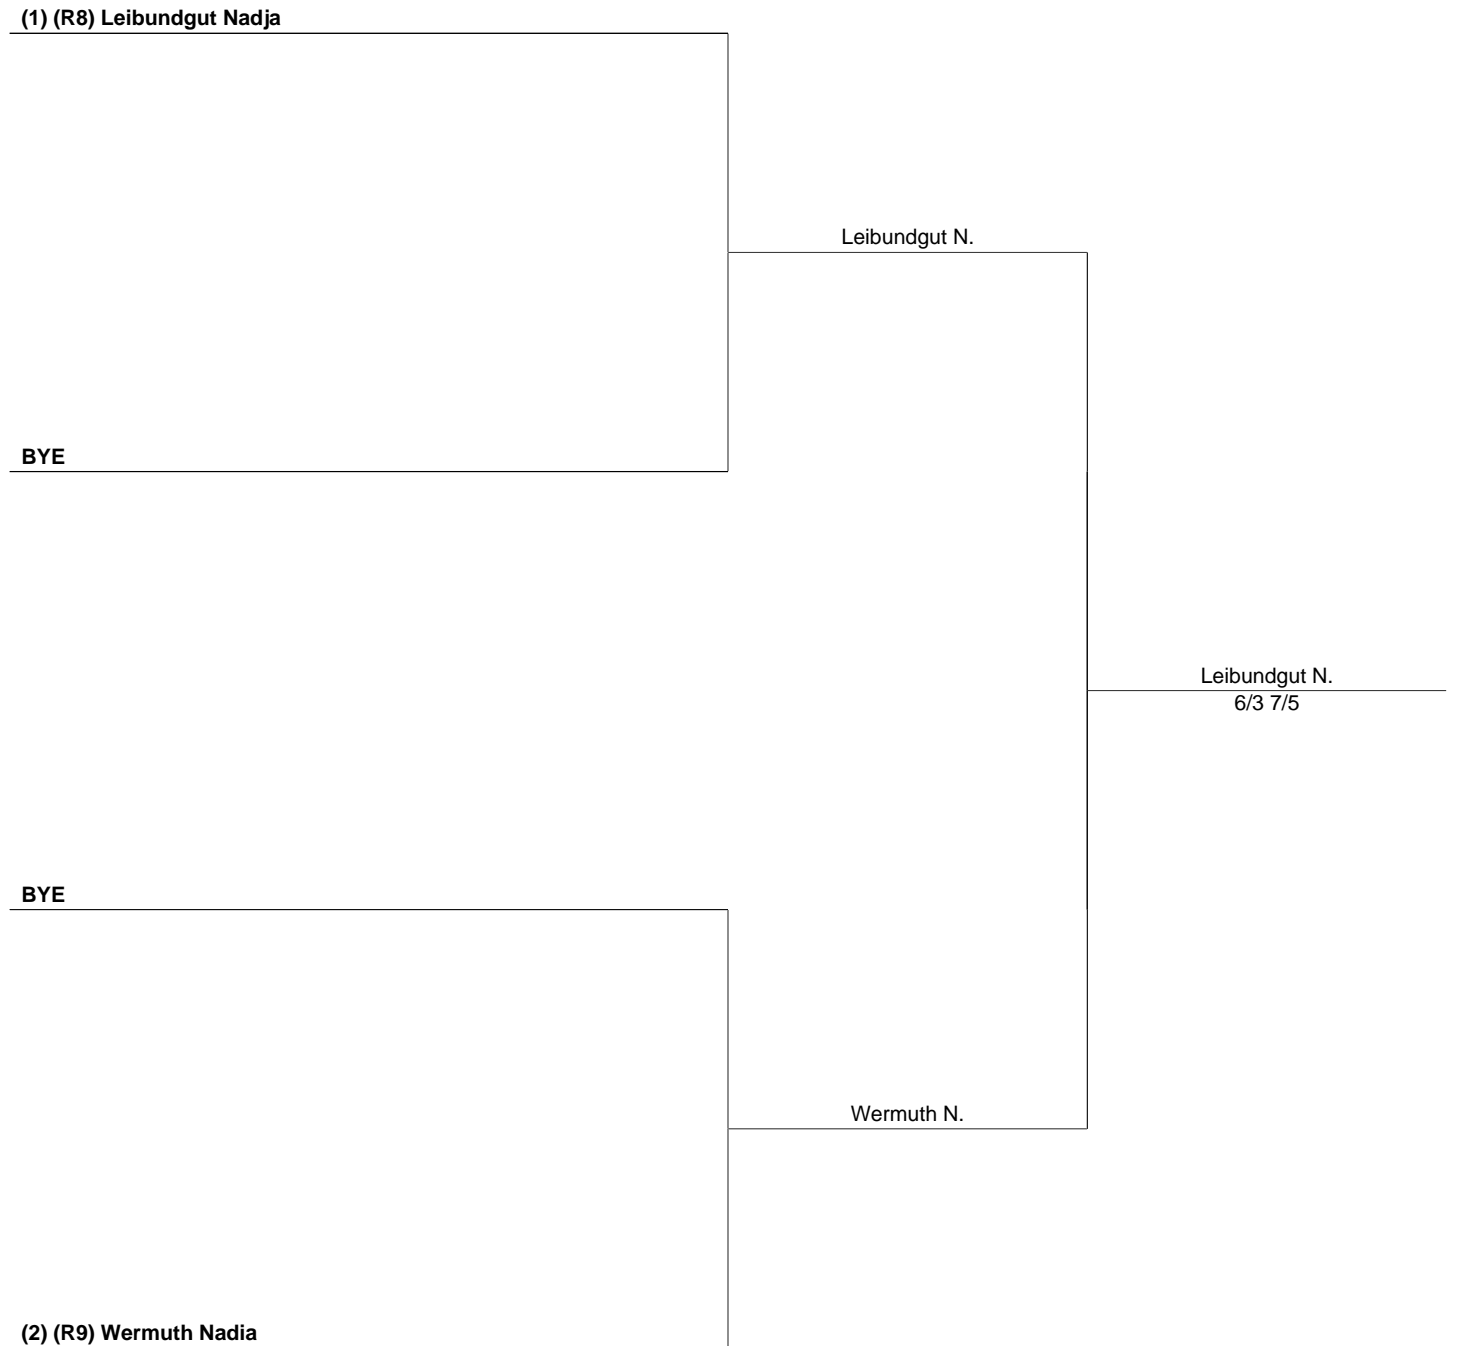 (1) (R8) Leibundgut Nadja
Leibundgut N.
BYE
Leibundgut N.
6/3 7/5
BYE
Wermuth N.
(2) (R9) Wermuth Nadia